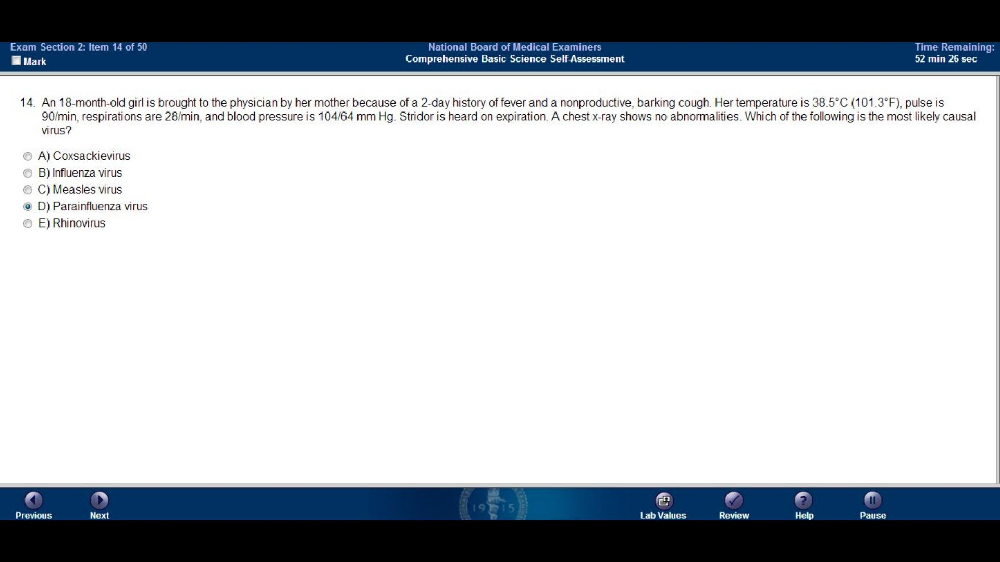 Exam Section 2: Item 14 of 50
National Board of Medical Examiners
Time Remaining:
Mark
Comprehensive Basic Science Self-Assessment
52 min 26 sec
14. An 18-month-old girl is brought to the physician by her mother because of a 2-day history of fever and a nonproductive, barking cough. Her temperature is 38.5°C (101.3°F), pulse is
90/min, respirations are 28/min, and blood pressure is 104/64 mm Hg. Stridor is heard on expiration. A chest x-ray shows no abnormalities. Which of the following is the most likely causal
virus?
A) Coxsackievirus
B) Influenza virus
C) Measles virus
D) Parainfluenza virus
E) Rhinovirus
1915
Previous
Next
Lab Values
Review
Help
Pause